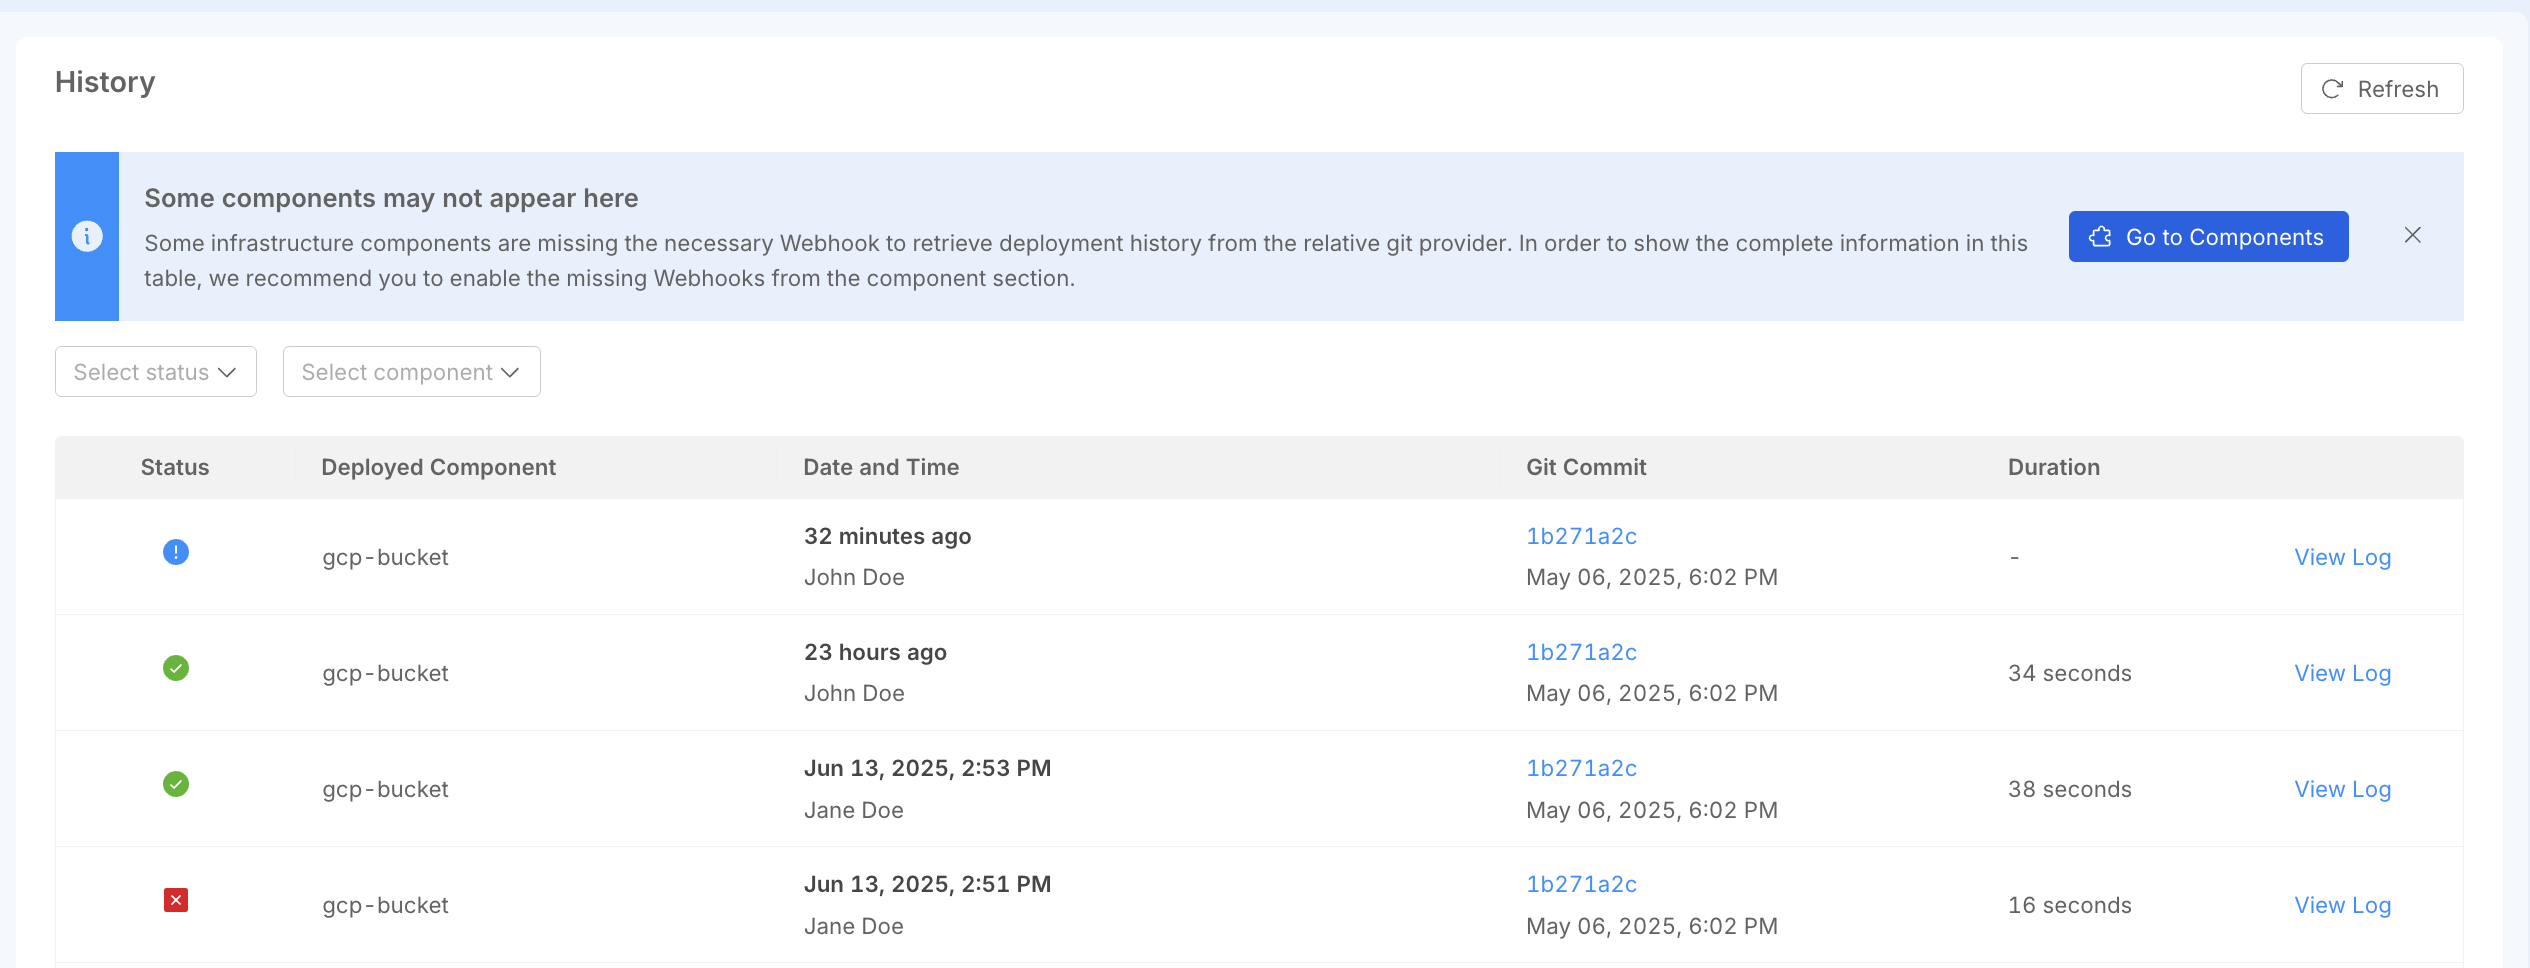 History
Refresh
Some components may not appear here
Some infrastructure components are missing the necessary Webhook to retrieve deployment history from the relative git provider. In order to show the complete information in this
table, we recommend you to enable the missing Webhooks from the component section.
Go to Components
Select status
Select component
Status
Deployed Component
Date and Time
Git Commit
Duration
gcp-bucket
32 minutes ago
John Doe
1b271a2c
May 06, 2025, 6:02 PM
-
View Log
gcp-bucket
23 hours ago
John Doe
1b271a2c
May 06, 2025, 6:02 PM
34 seconds
View Log
gcp-bucket
Jun 13, 2025, 2:53 PM
Jane Doe
1b271a2c
May 06, 2025, 6:02 PM
38 seconds
View Log
gcp-bucket
Jun 13, 2025, 2:51 PM
Jane Doe
1b271a2c
May 06, 2025, 6:02 PM
16 seconds
View Log